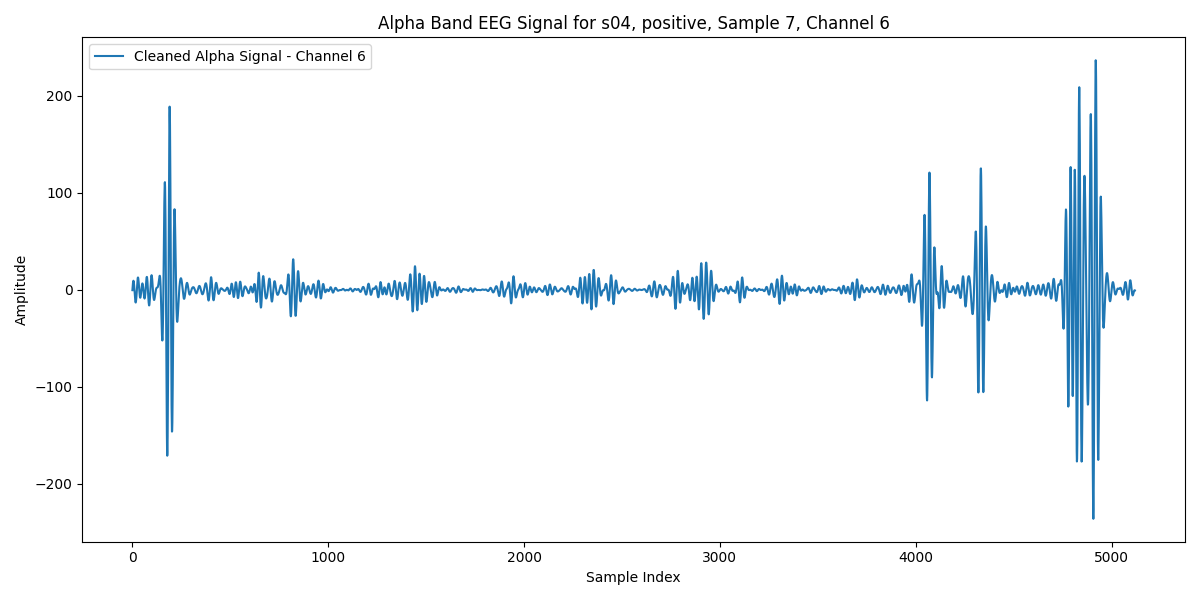 Alpha Band EEG Signal for s04, positive, Sample 7, Channel 6
Cleaned Alpha Signal - Channel 6
200
100
0
−100
−200
Amplitude
0 1000 2000 3000 4000 5000
Sample Index